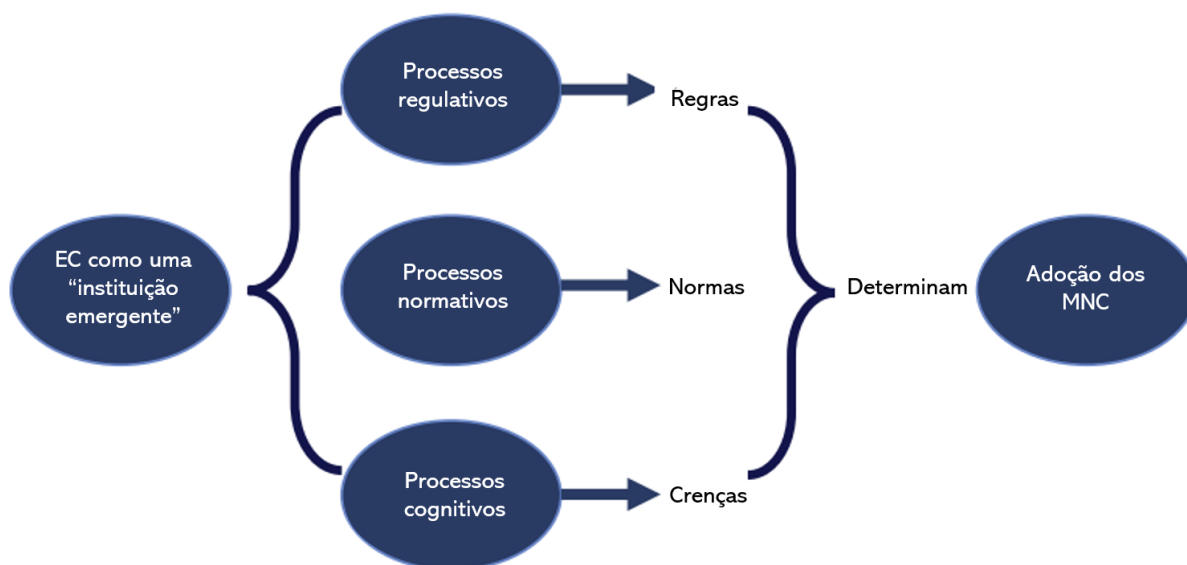 Processos
regulativos
Regras
EC como uma
“instituição
emergente”
Processos
normativos
Normas
Determinam
Adoção dos
MNC
Processos
cognitivos
Crenças